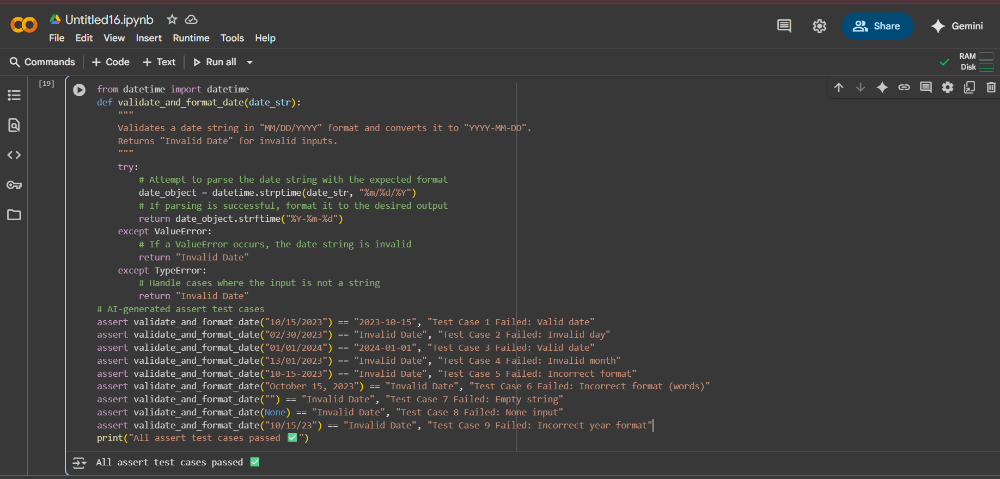 Untitled16.ipynb
File Edit View Insert Runtime Tools Help
Share
Gemini
Commands + Code + Text Run all
RAM
Disk
[19]
from datetime import datetime
def validate_and_format_date(date_str):
    """
    Validates a date string in "MM/DD/YYYY" format and converts it to "YYYY-MM-DD".
    Returns "Invalid Date" for invalid inputs.
    """
    try:
        # Attempt to parse the date string with the expected format
        date_object = datetime.strptime(date_str, "%m/%d/%Y")
        # If parsing is successful, format it to the desired output
        return date_object.strftime("%Y-%m-%d")
    except ValueError:
        # If a ValueError occurs, the date string is invalid
        return "Invalid Date"
    except TypeError:
        # Handle cases where the input is not a string
        return "Invalid Date"
# AI-generated assert test cases
assert validate_and_format_date("10/15/2023") == "2023-10-15", "Test Case 1 Failed: Valid date"
assert validate_and_format_date("02/30/2023") == "Invalid Date", "Test Case 2 Failed: Invalid day"
assert validate_and_format_date("01/01/2024") == "2024-01-01", "Test Case 3 Failed: Valid date"
assert validate_and_format_date("13/01/2023") == "Invalid Date", "Test Case 4 Failed: Invalid month"
assert validate_and_format_date("10-15-2023") == "Invalid Date", "Test Case 5 Failed: Incorrect format"
assert validate_and_format_date("October 15, 2023") == "Invalid Date", "Test Case 6 Failed: Incorrect format (words)"
assert validate_and_format_date("") == "Invalid Date", "Test Case 7 Failed: Empty string"
assert validate_and_format_date(None) == "Invalid Date", "Test Case 8 Failed: None input"
assert validate_and_format_date("10/15/23") == "Invalid Date", "Test Case 9 Failed: Incorrect year format"
print("All assert test cases passed ✅")
All assert test cases passed ✅